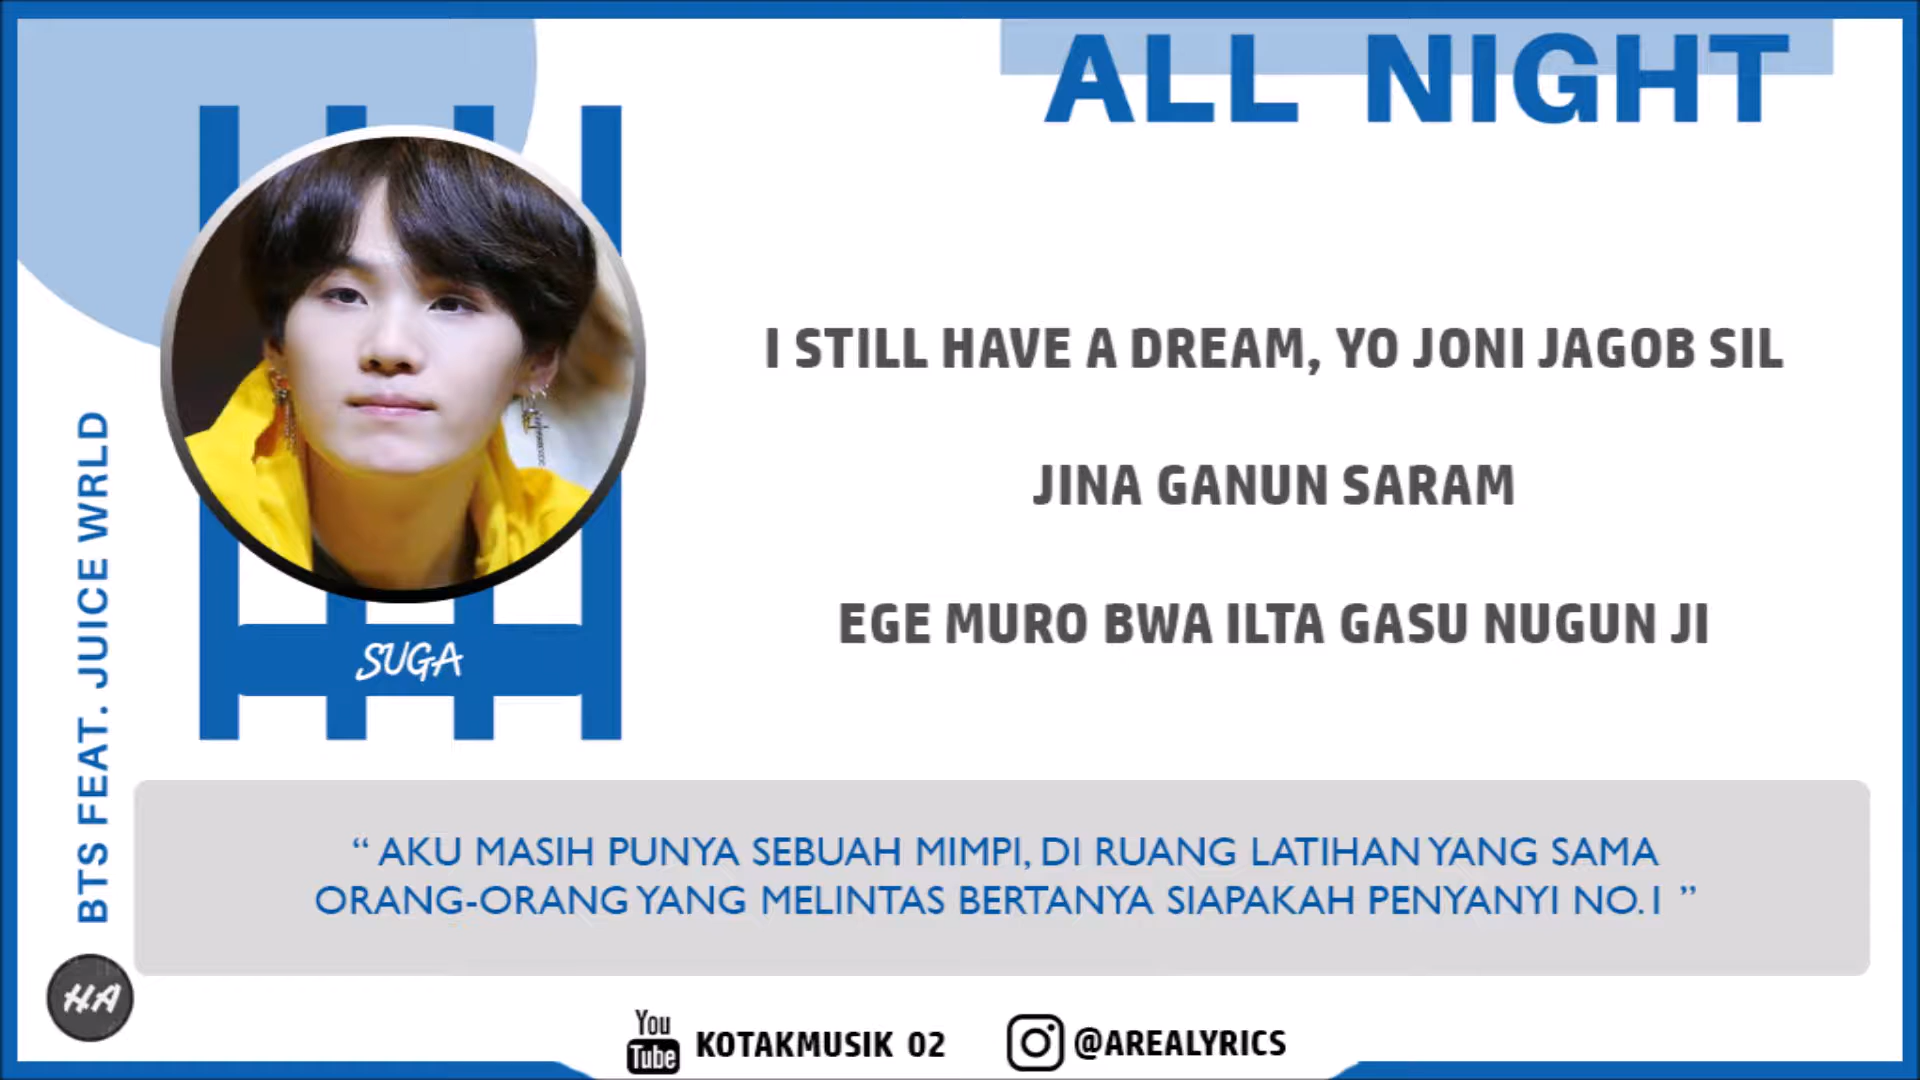 ALL NIGHT
I STILL HAVE A DREAM, YO JONI JAGOB SIL
JINA GANUN SARAM
EGE MURO BWA ILTA GASU NUGUN JI
SUGA
BTS FEAT. JUICE WRLD
“ AKU MASIH PUNYA SEBUAH MIMPI, DI RUANG LATIHAN YANG SAMA
ORANG-ORANG YANG MELINTAS BERTANYA SIAPAKAH PENYANYI NO.1 ”
HA
You Tube KOTAKMUSIK 02
@AREALYRICS